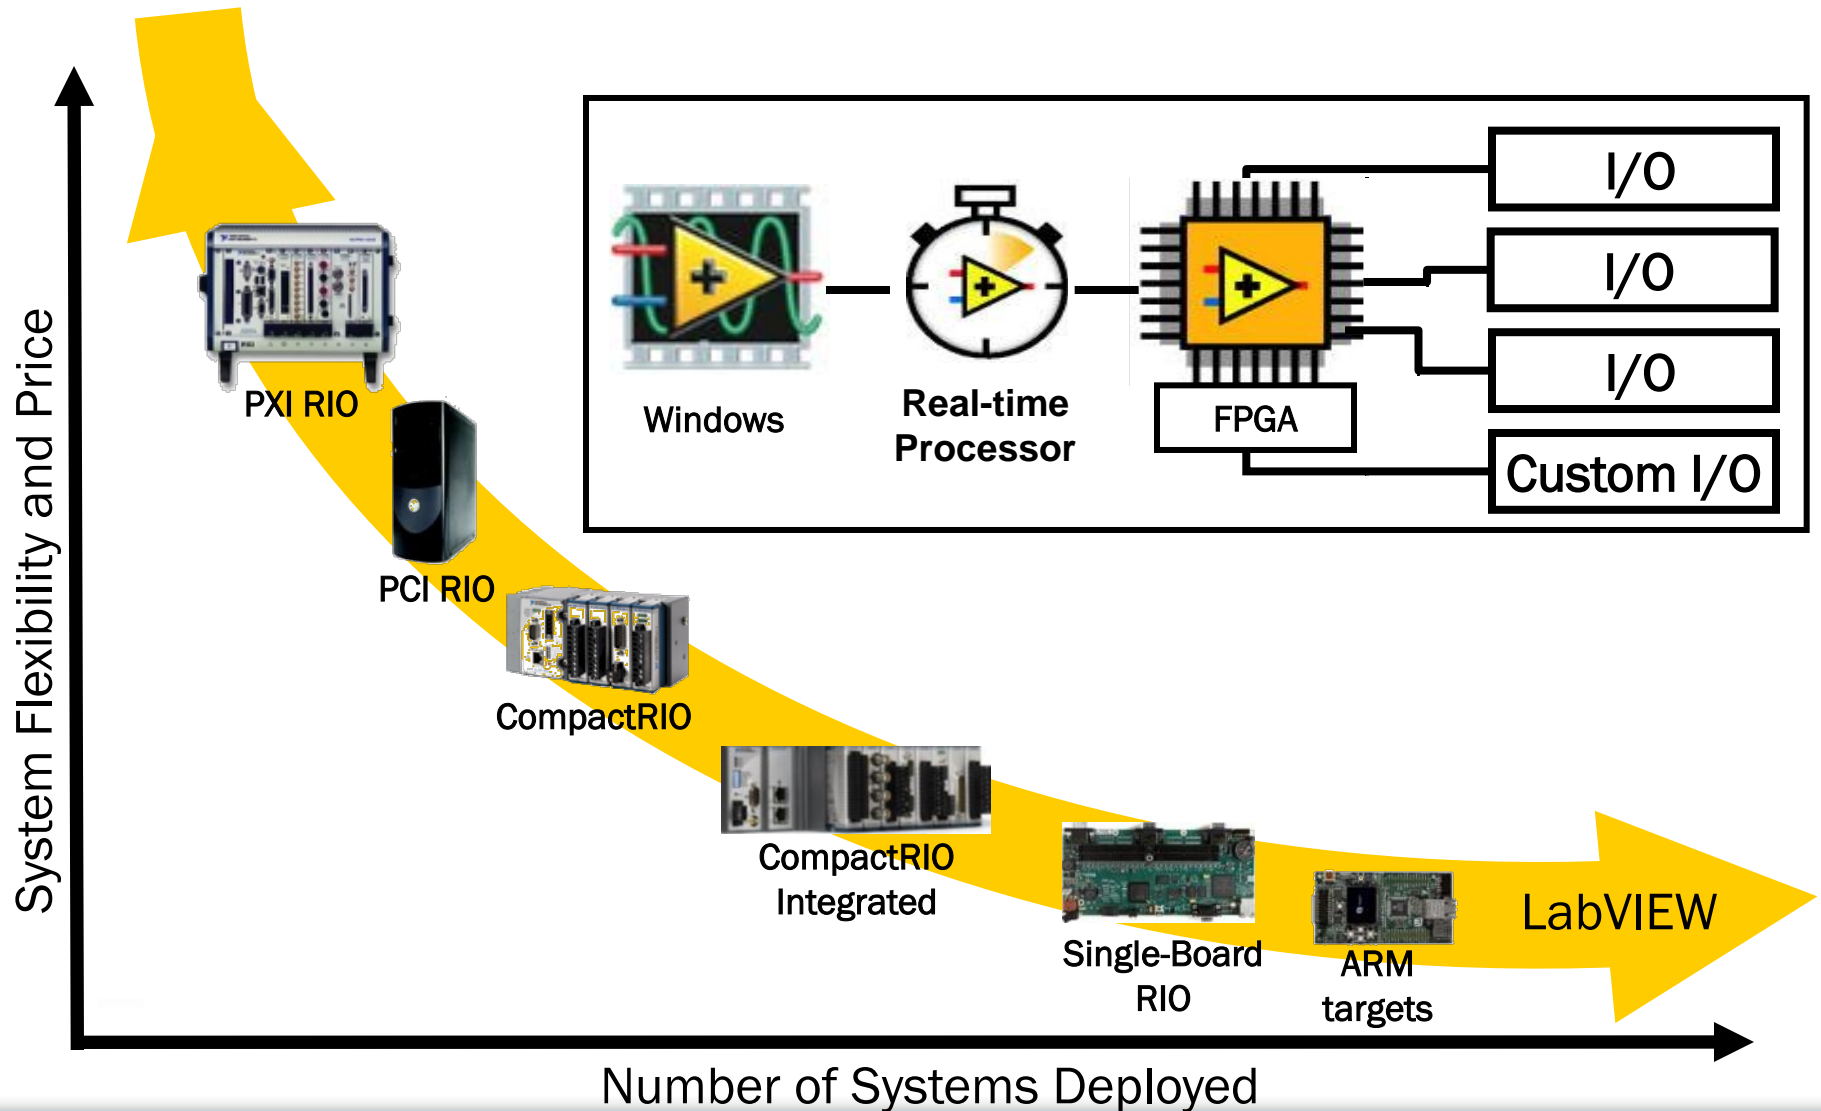 System Flexibility and Price
PXI RIO
PCI RIO
CompactRIO
CompactRIO
Integrated
Single-Board
RIO
ARM
targets
LabVIEW
Number of Systems Deployed
Windows
Real-time
Processor
FPGA
I/O
I/O
I/O
Custom I/O